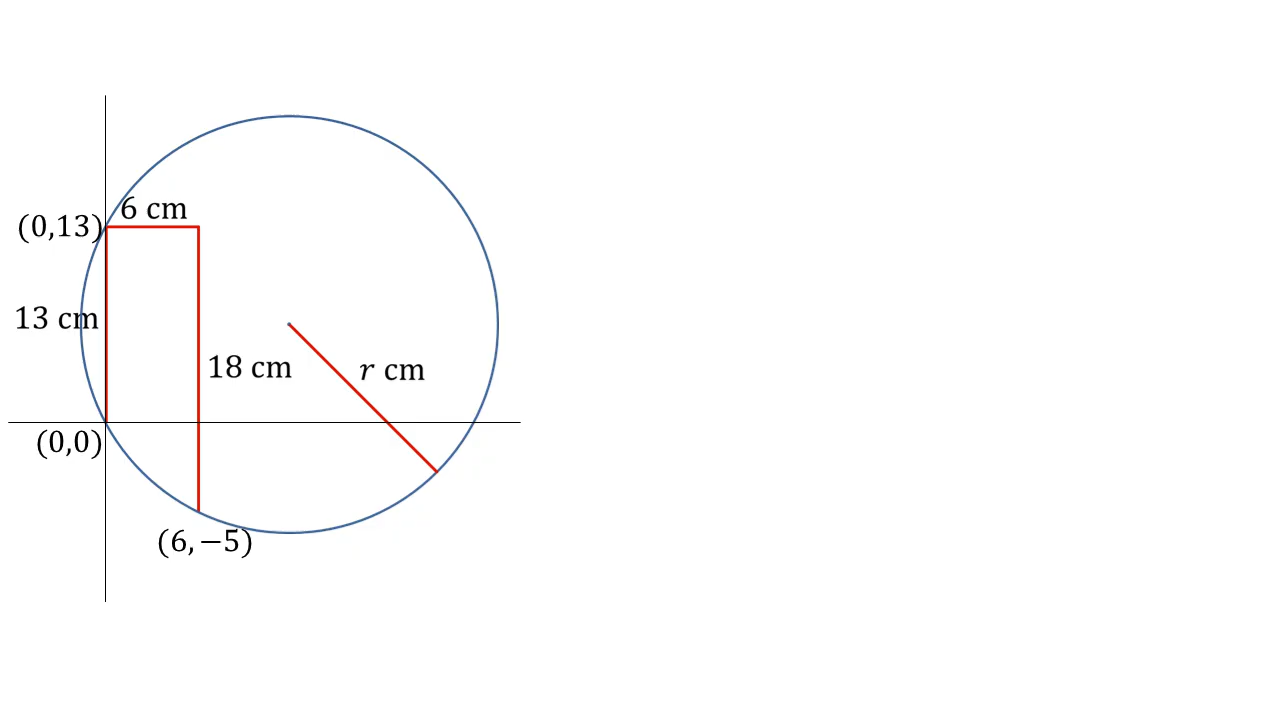 6 cm
(0,13)
13 cm
18 cm
r cm
(0,0)
(6,−5)